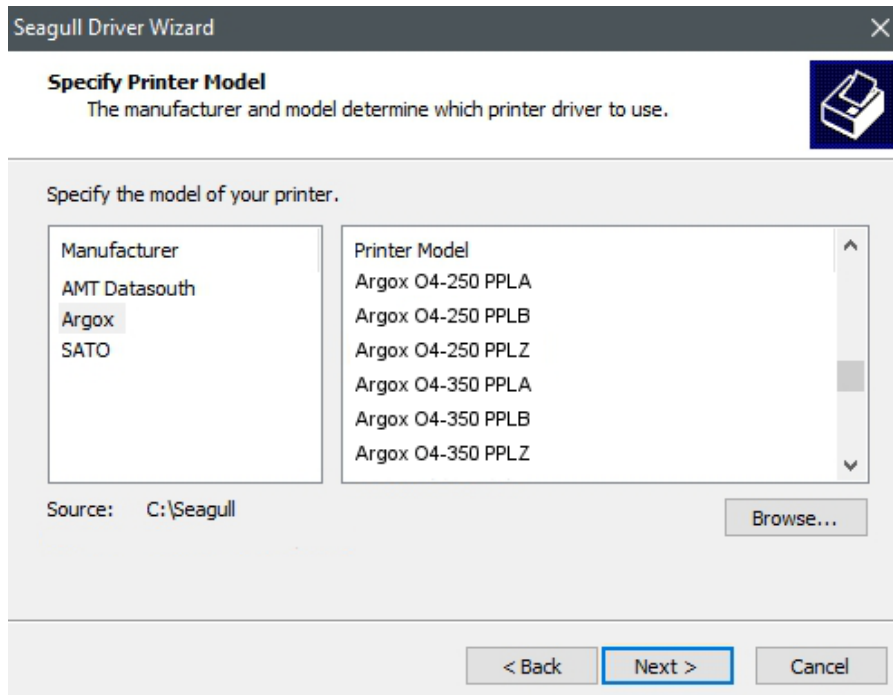 Seagull Driver Wizard
Specify Printer Model
The manufacturer and model determine which printer driver to use.
Specify the model of your printer.
Manufacturer
AMT Datasouth
Argox
SATO
Printer Model
Argox O4-250 PPLA
Argox O4-250 PPLB
Argox O4-250 PPLZ
Argox O4-350 PPLA
Argox O4-350 PPLB
Argox O4-350 PPLZ
Source: C:\Seagull
Browse...
< Back Next > Cancel